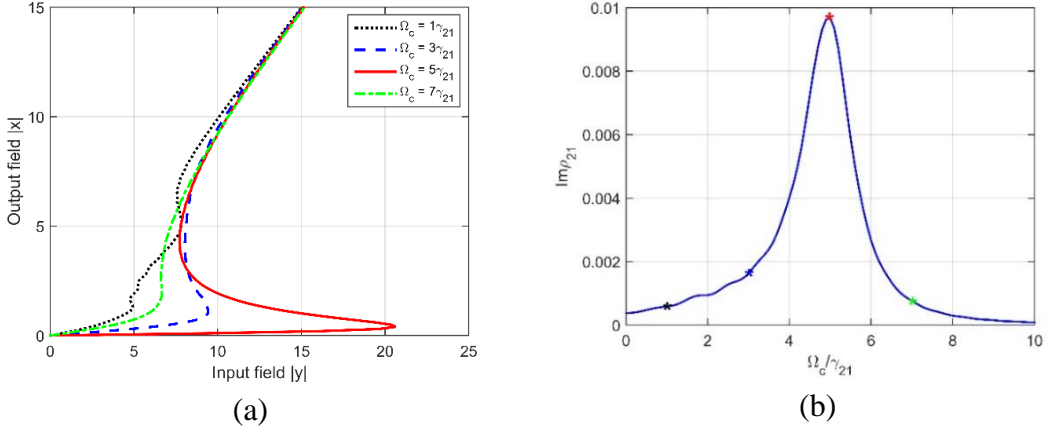 15
10
5
0
Output field |x|
0 5 10 15 20 25
Input field |y|
Ω_c = 1γ_21
Ω_c = 3γ_21
Ω_c = 5γ_21
Ω_c = 7γ_21
(a)
0.01
0.008
0.006
0.004
0.002
0
Imρ_21
0 2 4 6 8 10
Ω_c/γ_21
(b)